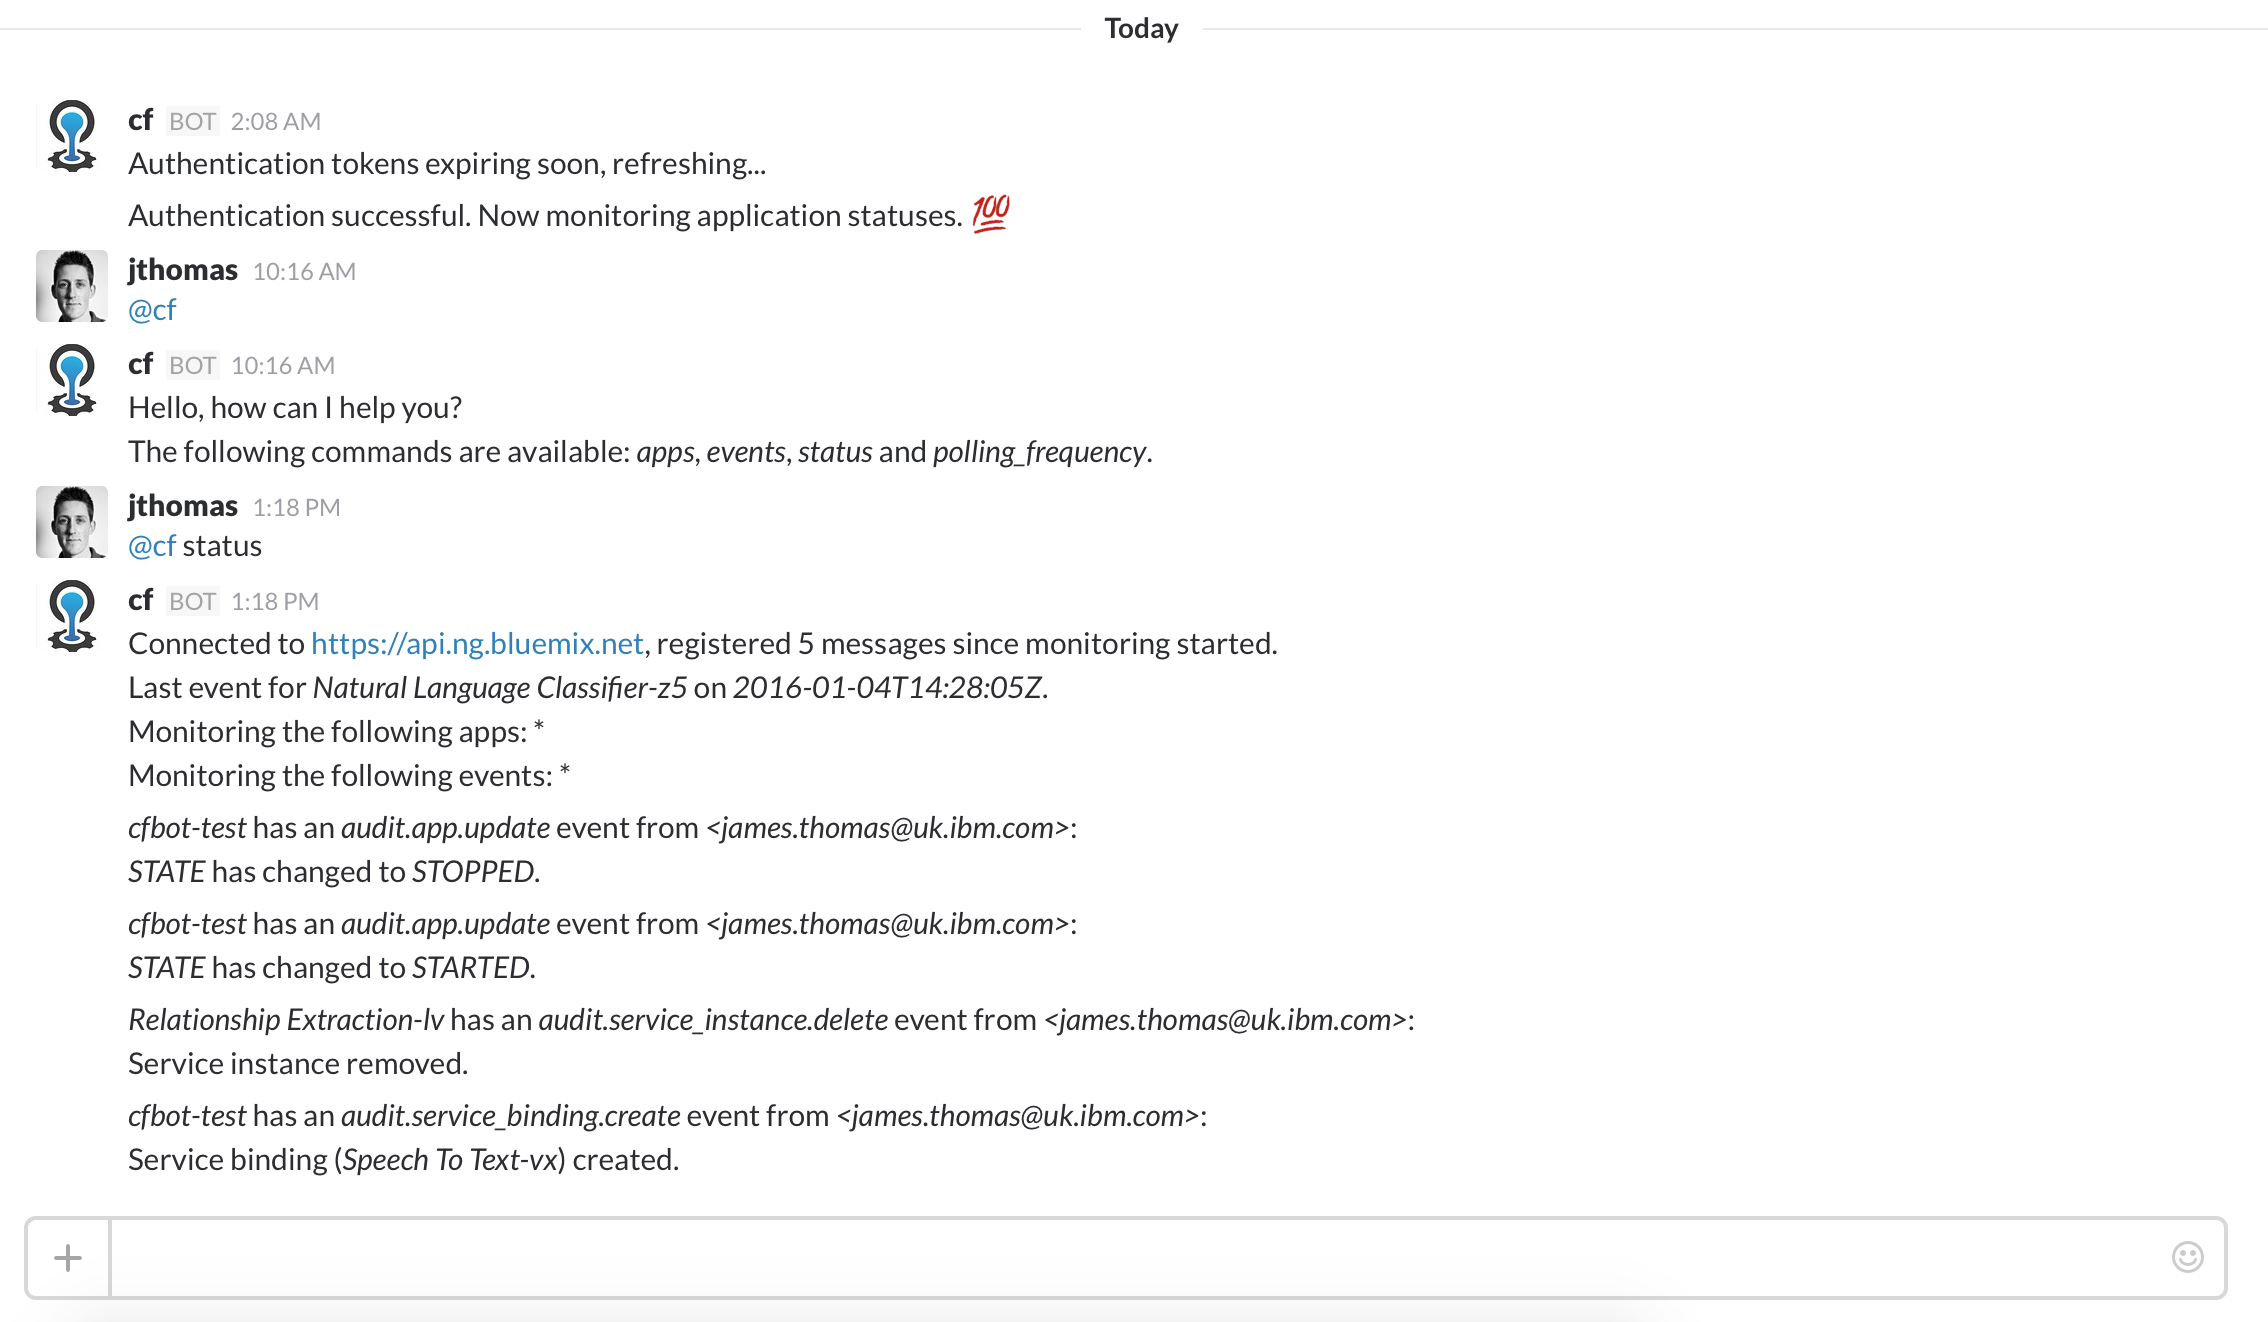 Today
cf BOT 2:08 AM
Authentication tokens expiring soon, refreshing...
Authentication successful. Now monitoring application statuses. 💯
jthomas 10:16 AM
@cf
cf BOT 10:16 AM
Hello, how can I help you?
The following commands are available: apps, events, status and polling_frequency.
jthomas 1:18 PM
@cf status
cf BOT 1:18 PM
Connected to https://api.ng.bluemix.net, registered 5 messages since monitoring started.
Last event for Natural Language Classifier-z5 on 2016-01-04T14:28:05Z.
Monitoring the following apps: *
Monitoring the following events: *
cfbot-test has an audit.app.update event from <james.thomas@uk.ibm.com>:
STATE has changed to STOPPED.
cfbot-test has an audit.app.update event from <james.thomas@uk.ibm.com>:
STATE has changed to STARTED.
Relationship Extraction-lv has an audit.service_instance.delete event from <james.thomas@uk.ibm.com>:
Service instance removed.
cfbot-test has an audit.service_binding.create event from <james.thomas@uk.ibm.com>:
Service binding (Speech To Text-vx) created.